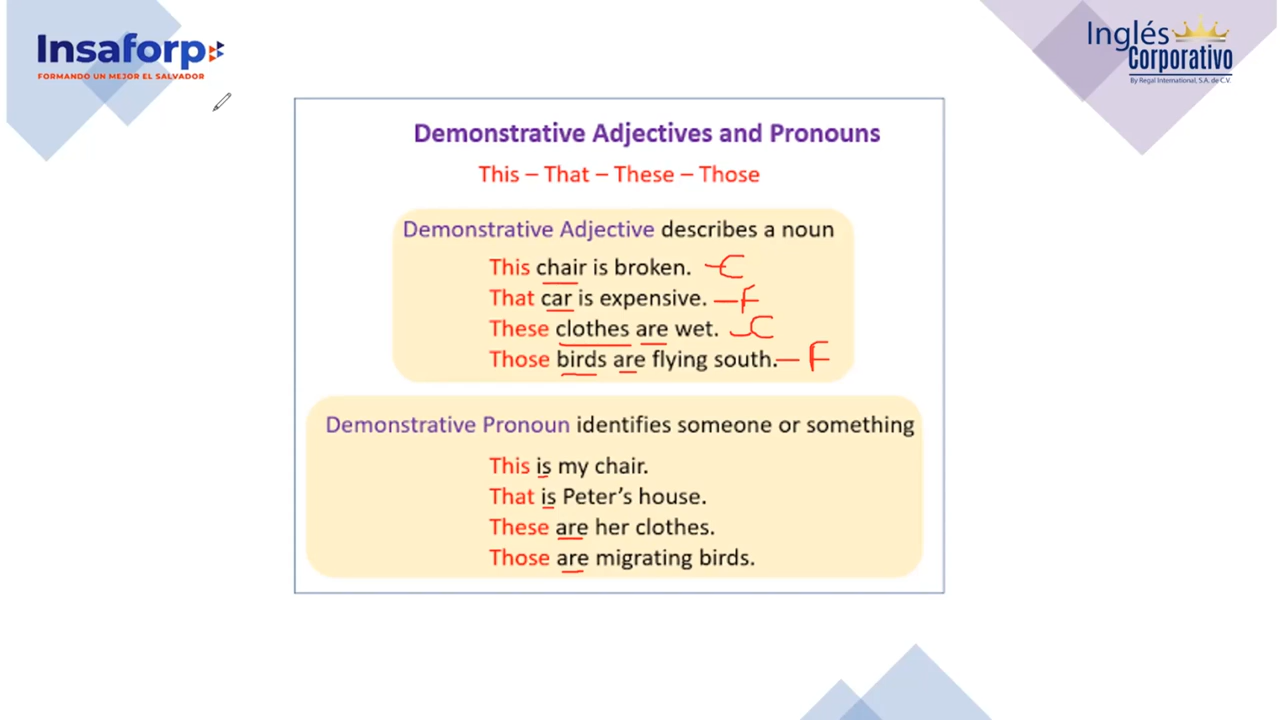 Insaforp
FORMANDO UN MEJOR EL SALVADOR
Inglés
Corporativo
By Regal International, S.A. de C.V.
Demonstrative Adjectives and Pronouns
This – That – These – Those
Demonstrative Adjective describes a noun
This chair is broken. – C
That car is expensive. – F
These clothes are wet. – C
Those birds are flying south. – F
Demonstrative Pronoun identifies someone or something
This is my chair.
That is Peter’s house.
These are her clothes.
Those are migrating birds.